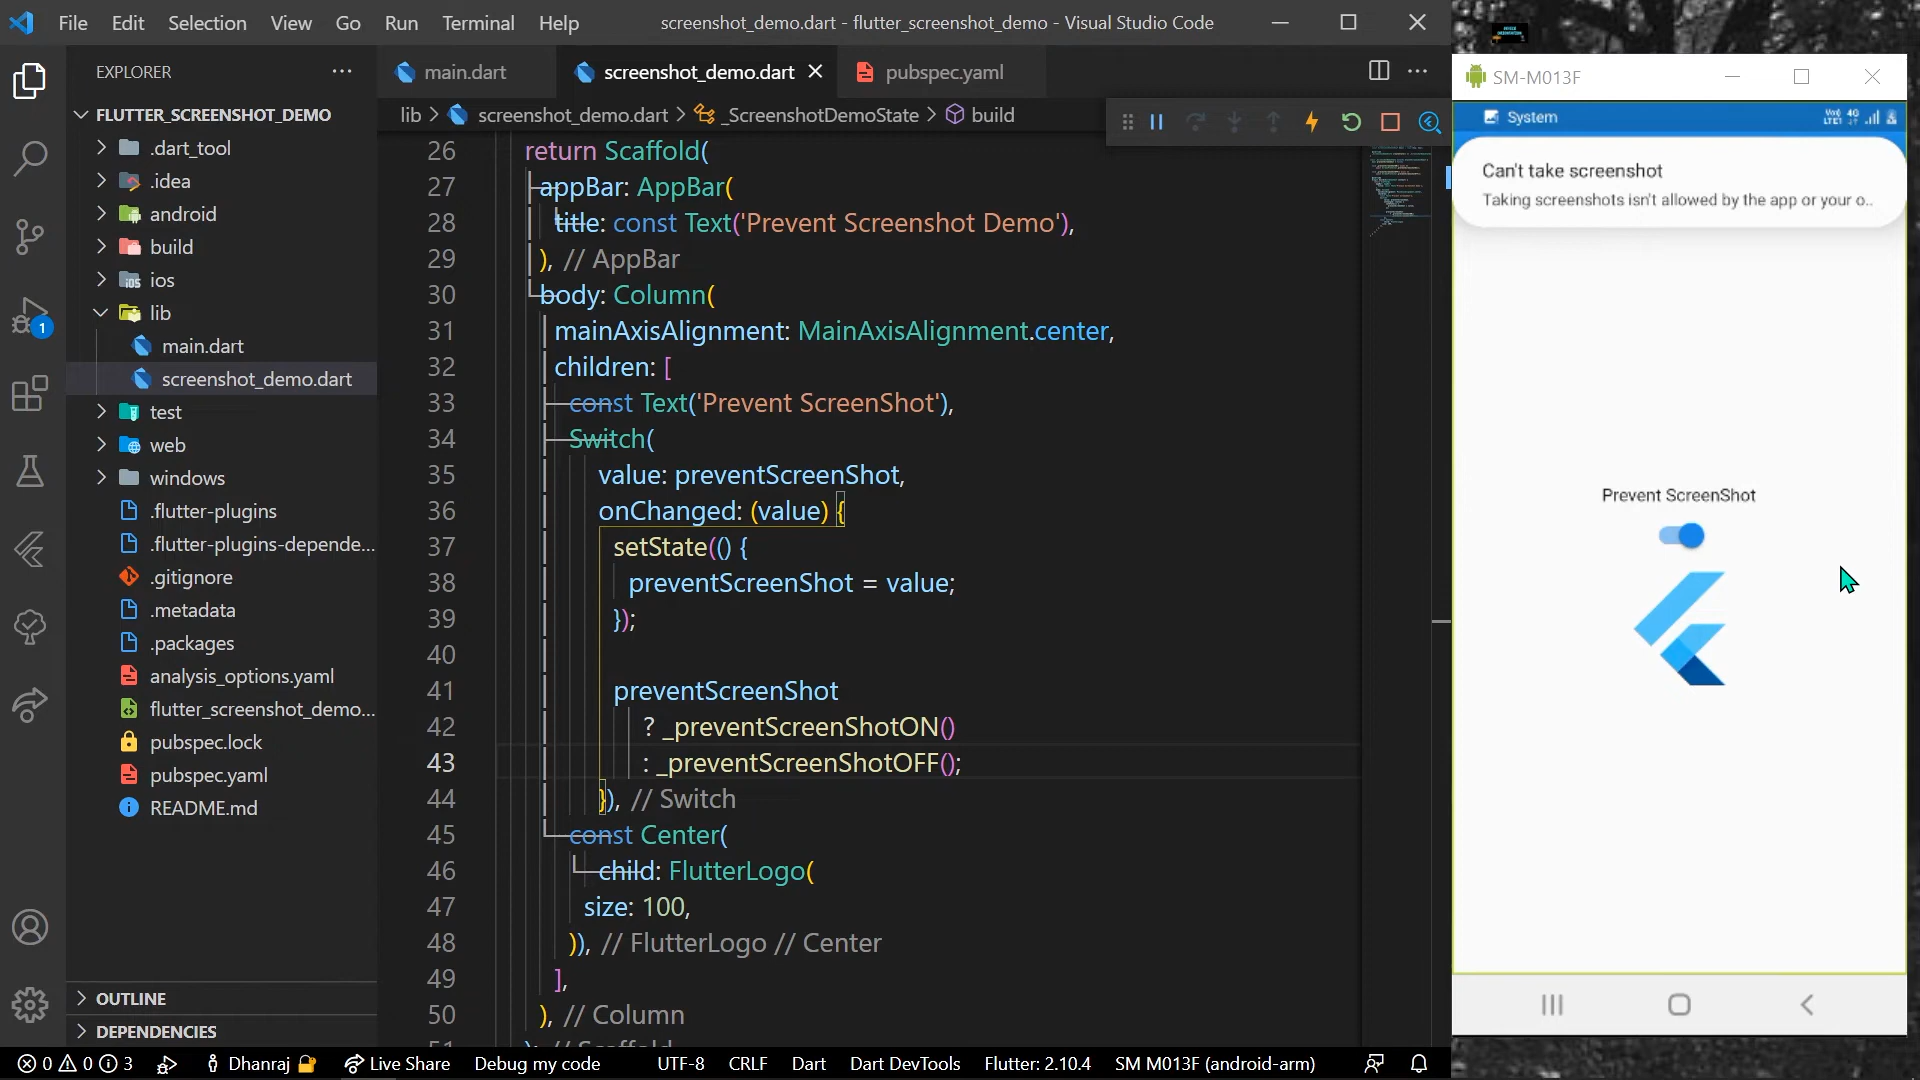 File Edit Selection View Go Run Terminal Help
screenshot_demo.dart - flutter_screenshot_demo - Visual Studio Code
EXPLORER
FLUTTER_SCREENSHOT_DEMO
.dart_tool
.idea
android
build
ios
lib
main.dart
screenshot_demo.dart
test
web
windows
.flutter-plugins
.flutter-plugins-depende...
.gitignore
.metadata
.packages
analysis_options.yaml
flutter_screenshot_demo...
pubspec.lock
pubspec.yaml
README.md
OUTLINE
DEPENDENCIES
1
main.dart screenshot_demo.dart pubspec.yaml
lib > screenshot_demo.dart > _ScreenshotDemoState > build
26 return Scaffold(
27 appBar: AppBar(
28 title: const Text('Prevent Screenshot Demo'),
29 ), // AppBar
30 body: Column(
31 mainAxisAlignment: MainAxisAlignment.center,
32 children: [
33 const Text('Prevent ScreenShot'),
34 Switch(
35 value: preventScreenShot,
36 onChanged: (value) {
37 setState(() {
38 preventScreenShot = value;
39 });
40
41 preventScreenShot
42 ? _preventScreenShotON()
43 : _preventScreenShotOFF();
44 }), // Switch
45 const Center(
46 child: FlutterLogo(
47 size: 100,
48 )), // FlutterLogo // Center
49 ],
50 ), // Column
51 ); // Scaffold
SM-M013F
System
4G
Can't take screenshot
Taking screenshots isn't allowed by the app or your o..
Prevent ScreenShot
0 0 3 Dhanraj Live Share Debug my code UTF-8 CRLF Dart Dart DevTools Flutter: 2.10.4 SM M013F (android-arm)